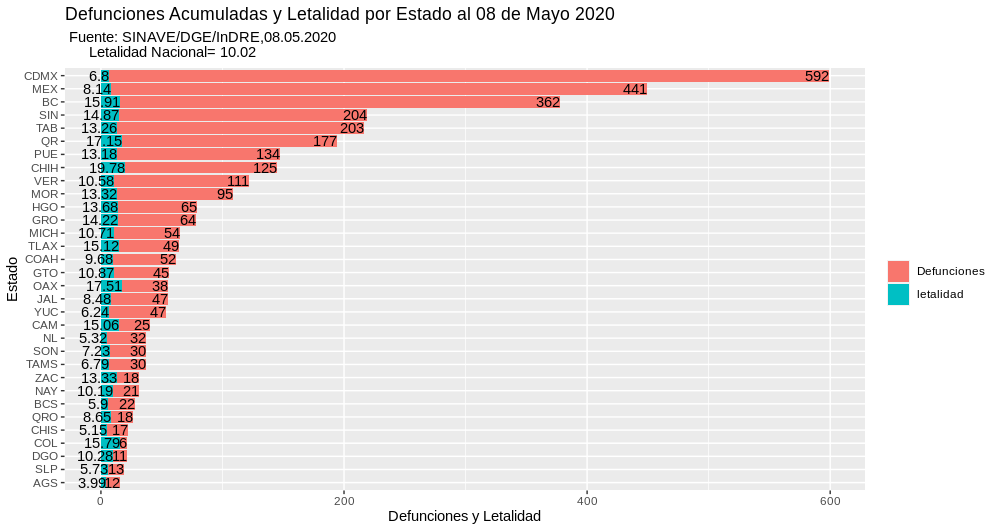 Defunciones Acumuladas y Letalidad por Estado al 08 de Mayo 2020
Fuente: SINAVE/DGE/InDRE,08.05.2020
Letalidad Nacional= 10.02
CDMX 6.8 592
MEX 8.14 441
BC 15.91 362
SIN 14.87 204
TAB 13.26 203
QR 17.15 177
PUE 13.18 134
CHIH 19.78 125
VER 10.58 111
MOR 13.32 95
HGO 13.68 65
GRO 14.22 64
MICH 10.71 54
TLAX 15.12 49
COAH 9.68 52
GTO 10.87 45
OAX 17.51 38
JAL 8.48 47
YUC 6.24 47
CAM 15.06 25
NL 5.32 32
SON 7.23 30
TAMS 6.79 30
ZAC 13.33 18
NAY 10.19 21
BCS 5.9 22
QRO 8.65 18
CHIS 5.15 17
COL 15.79 6
DGO 10.28 11
SLP 5.73 13
AGS 3.99 12
0 200 400 600
Defunciones y Letalidad
Estado
Defunciones
letalidad